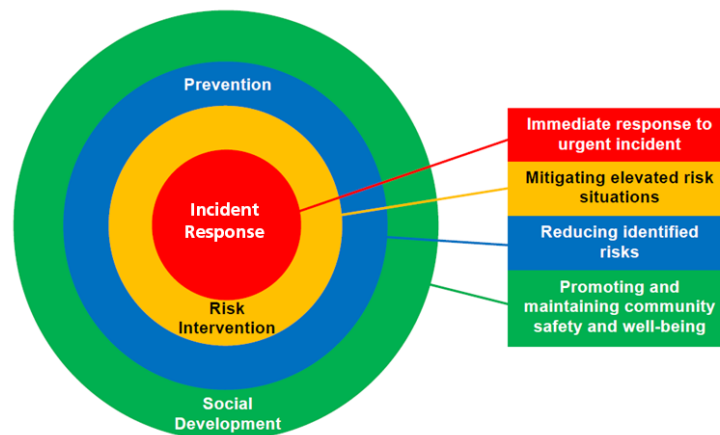 Prevention
Incident
Response
Risk
Intervention
Social
Development
Immediate response to
urgent incident
Mitigating elevated risk
situations
Reducing identified
risks
Promoting and
maintaining community
safety and well-being